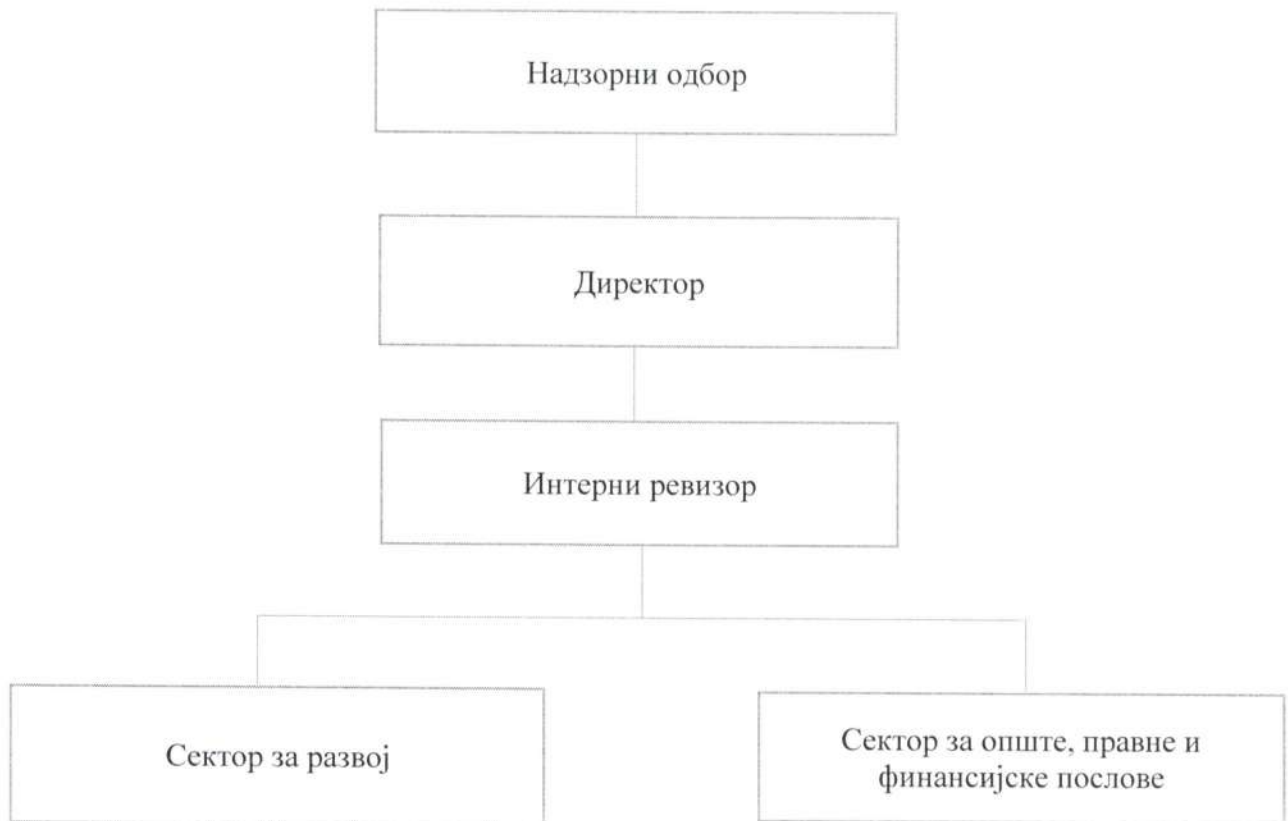 Надзорни одбор
Директор
Интерни ревизор
Сектор за развој
Сектор за опште, правне и
финансијске послове